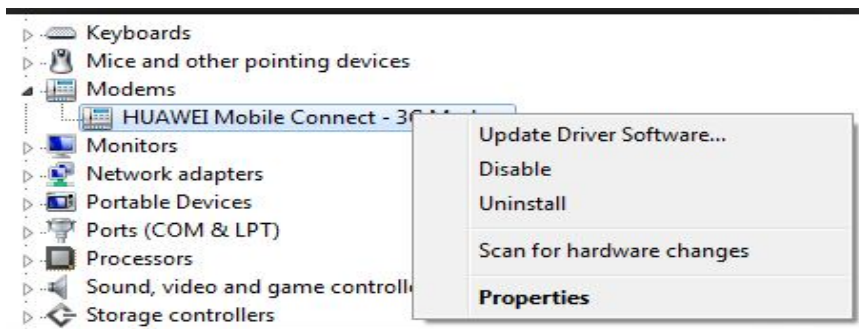 Keyboards
Mice and other pointing devices
Modems
HUAWEI Mobile Connect - 3G
Monitors
Network adapters
Portable Devices
Ports (COM & LPT)
Processors
Sound, video and game
Storage controllers
Update Driver Software...
Disable
Uninstall
Scan for hardware changes
Properties